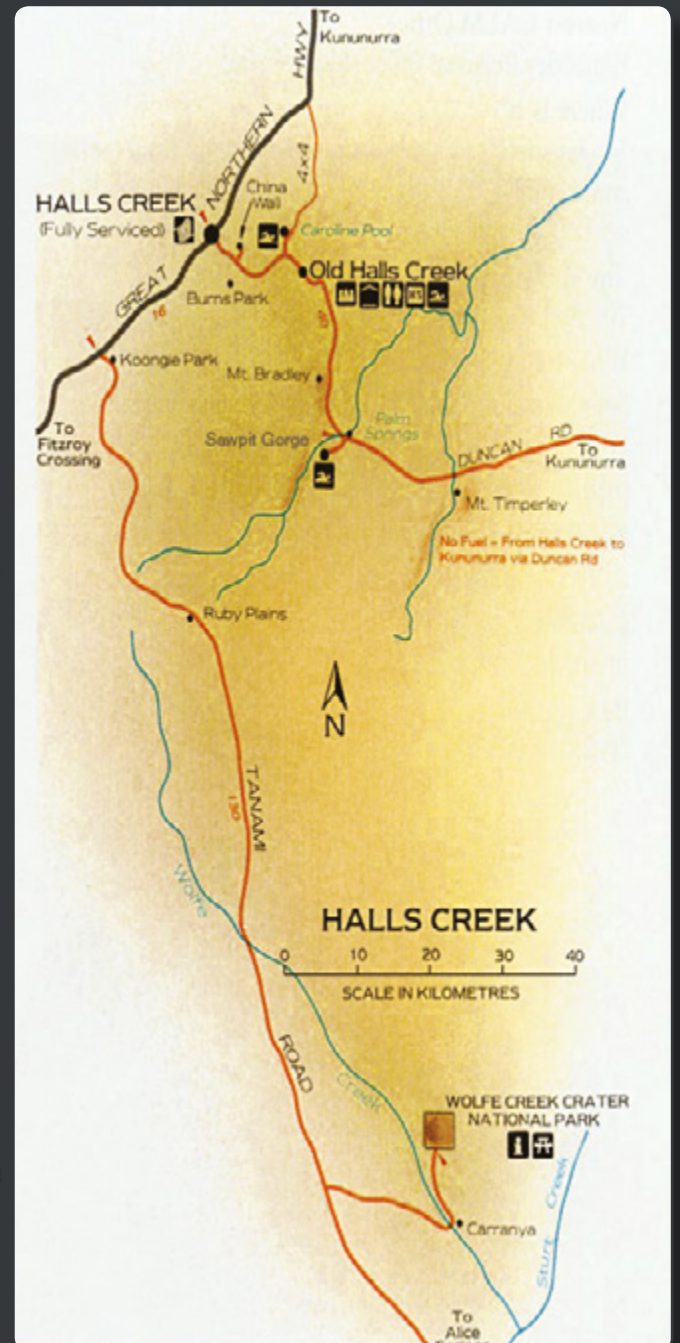 To
Kununurra
HWY
NORTHERN
4x4
China
Wall
HALLS CREEK
(Fully Serviced)
Caroline Pool
Old Halls Creek
GREAT
16
Burns Park
Koongie Park
Mt. Bradley
To
Fitzroy
Crossing
Sawpit Gorge
Palm
Springs
DUNCAN RD
To
Kununurra
Mt. Timperley
No Fuel - From Halls Creek to
Kununurra via Duncan Rd
Ruby Plains
N
TANAMI
130
Wolfe
HALLS CREEK
0 10 20 30 40
SCALE IN KILOMETRES
ROAD
Creek
WOLFE CREEK CRATER
NATIONAL PARK
Sturt Creek
Carranya
To
Alice